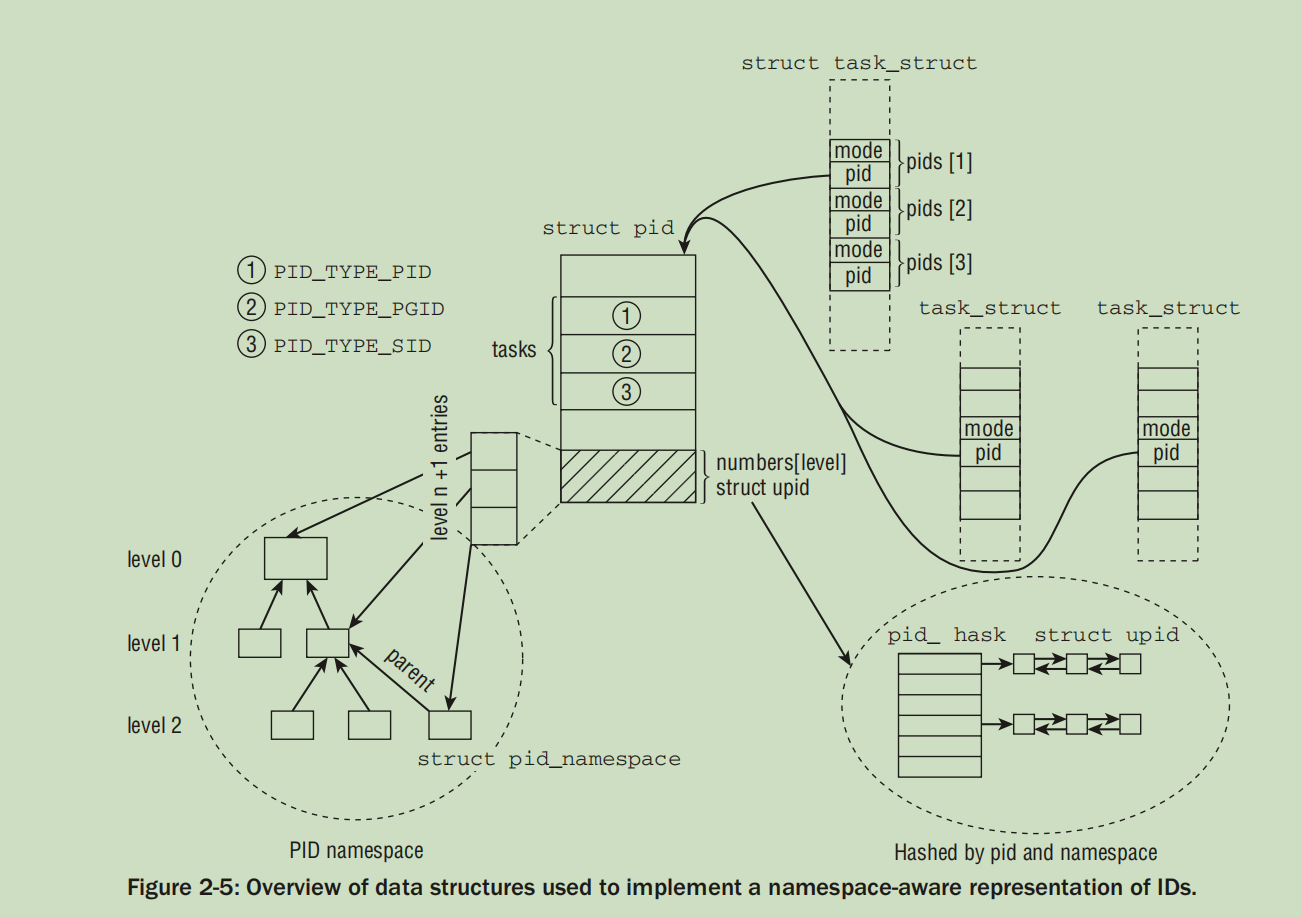 struct task_struct
mode
pid
pids [1]
mode
pid
pids [2]
mode
pid
pids [3]
struct pid
① PID_TYPE_PID
② PID_TYPE_PGID
③ PID_TYPE_SID
tasks
①
②
③
task_struct
mode
pid
task_struct
mode
pid
level n +1 entries
numbers[level]
struct upid
level 0
level 1
level 2
parent
struct pid_namespace
PID namespace
pid_ hask
struct upid
Hashed by pid and namespace
Figure 2-5: Overview of data structures used to implement a namespace-aware representation of IDs.